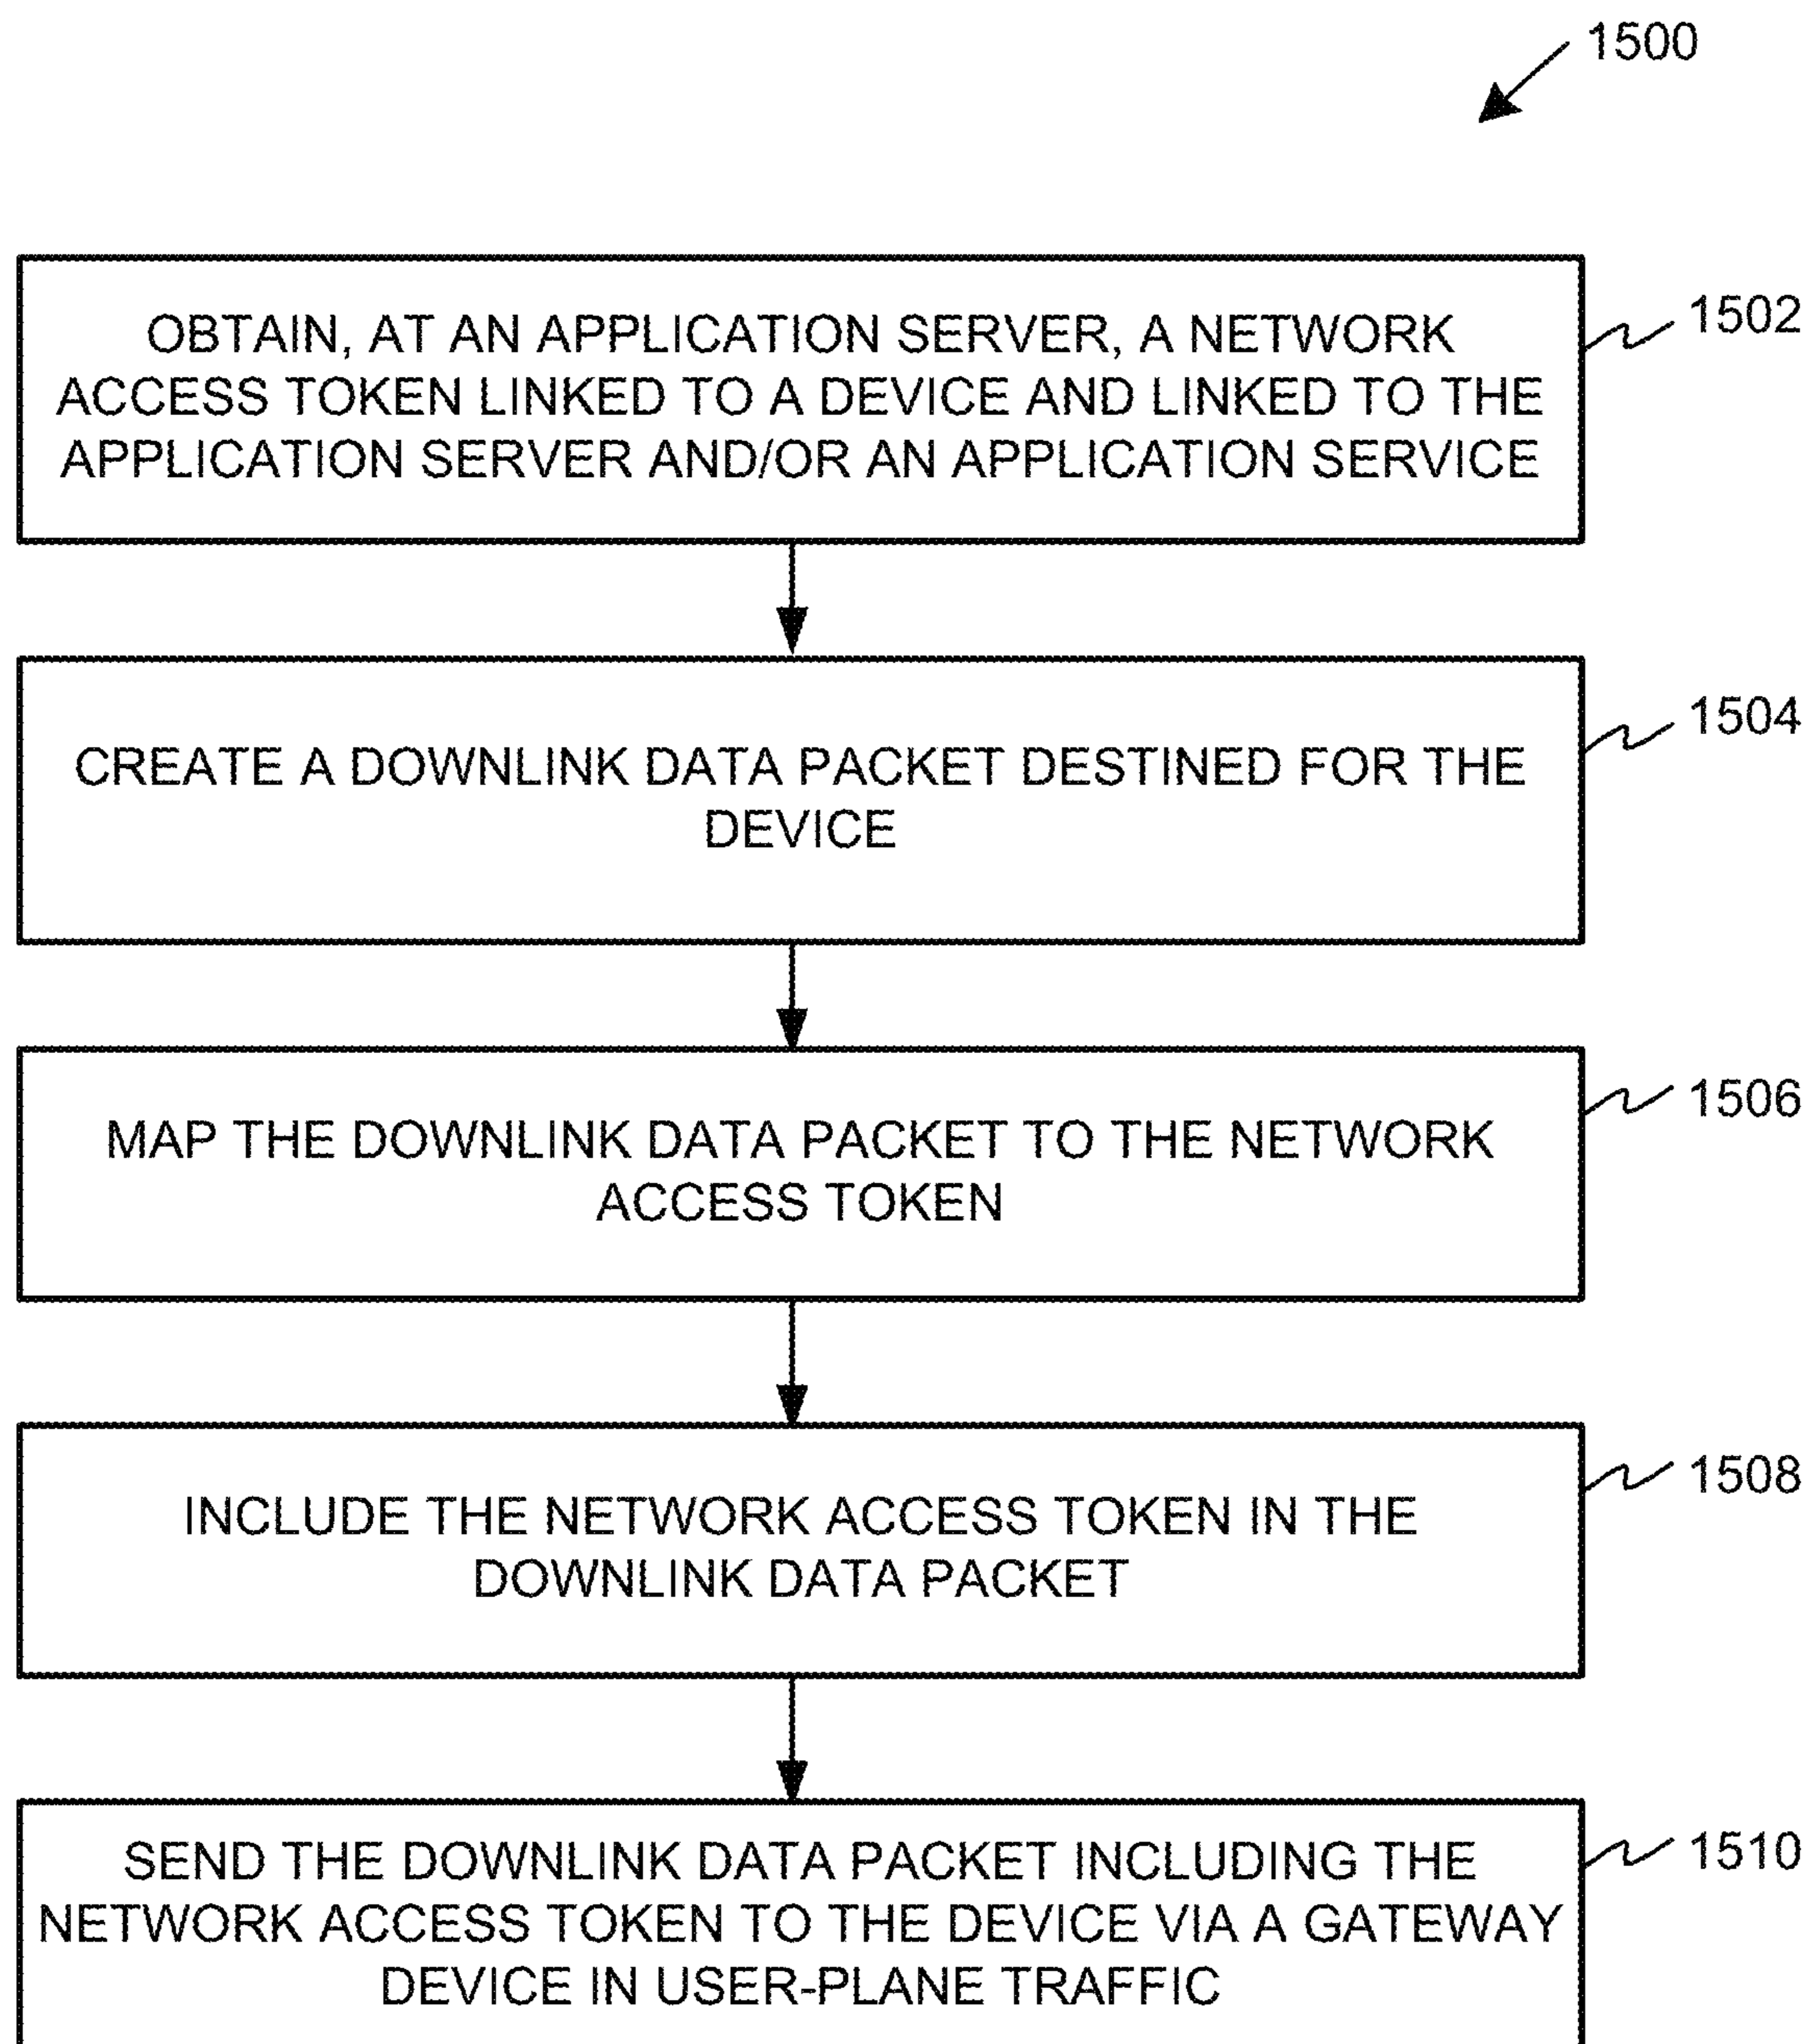 1500
OBTAIN, AT AN APPLICATION SERVER, A NETWORK
ACCESS TOKEN LINKED TO A DEVICE AND LINKED TO THE
APPLICATION SERVER AND/OR AN APPLICATION SERVICE
1502
CREATE A DOWNLINK DATA PACKET DESTINED FOR THE
DEVICE
1504
MAP THE DOWNLINK DATA PACKET TO THE NETWORK
ACCESS TOKEN
1506
INCLUDE THE NETWORK ACCESS TOKEN IN THE
DOWNLINK DATA PACKET
1508
SEND THE DOWNLINK DATA PACKET INCLUDING THE
NETWORK ACCESS TOKEN TO THE DEVICE VIA A GATEWAY
DEVICE IN USER-PLANE TRAFFIC
1510